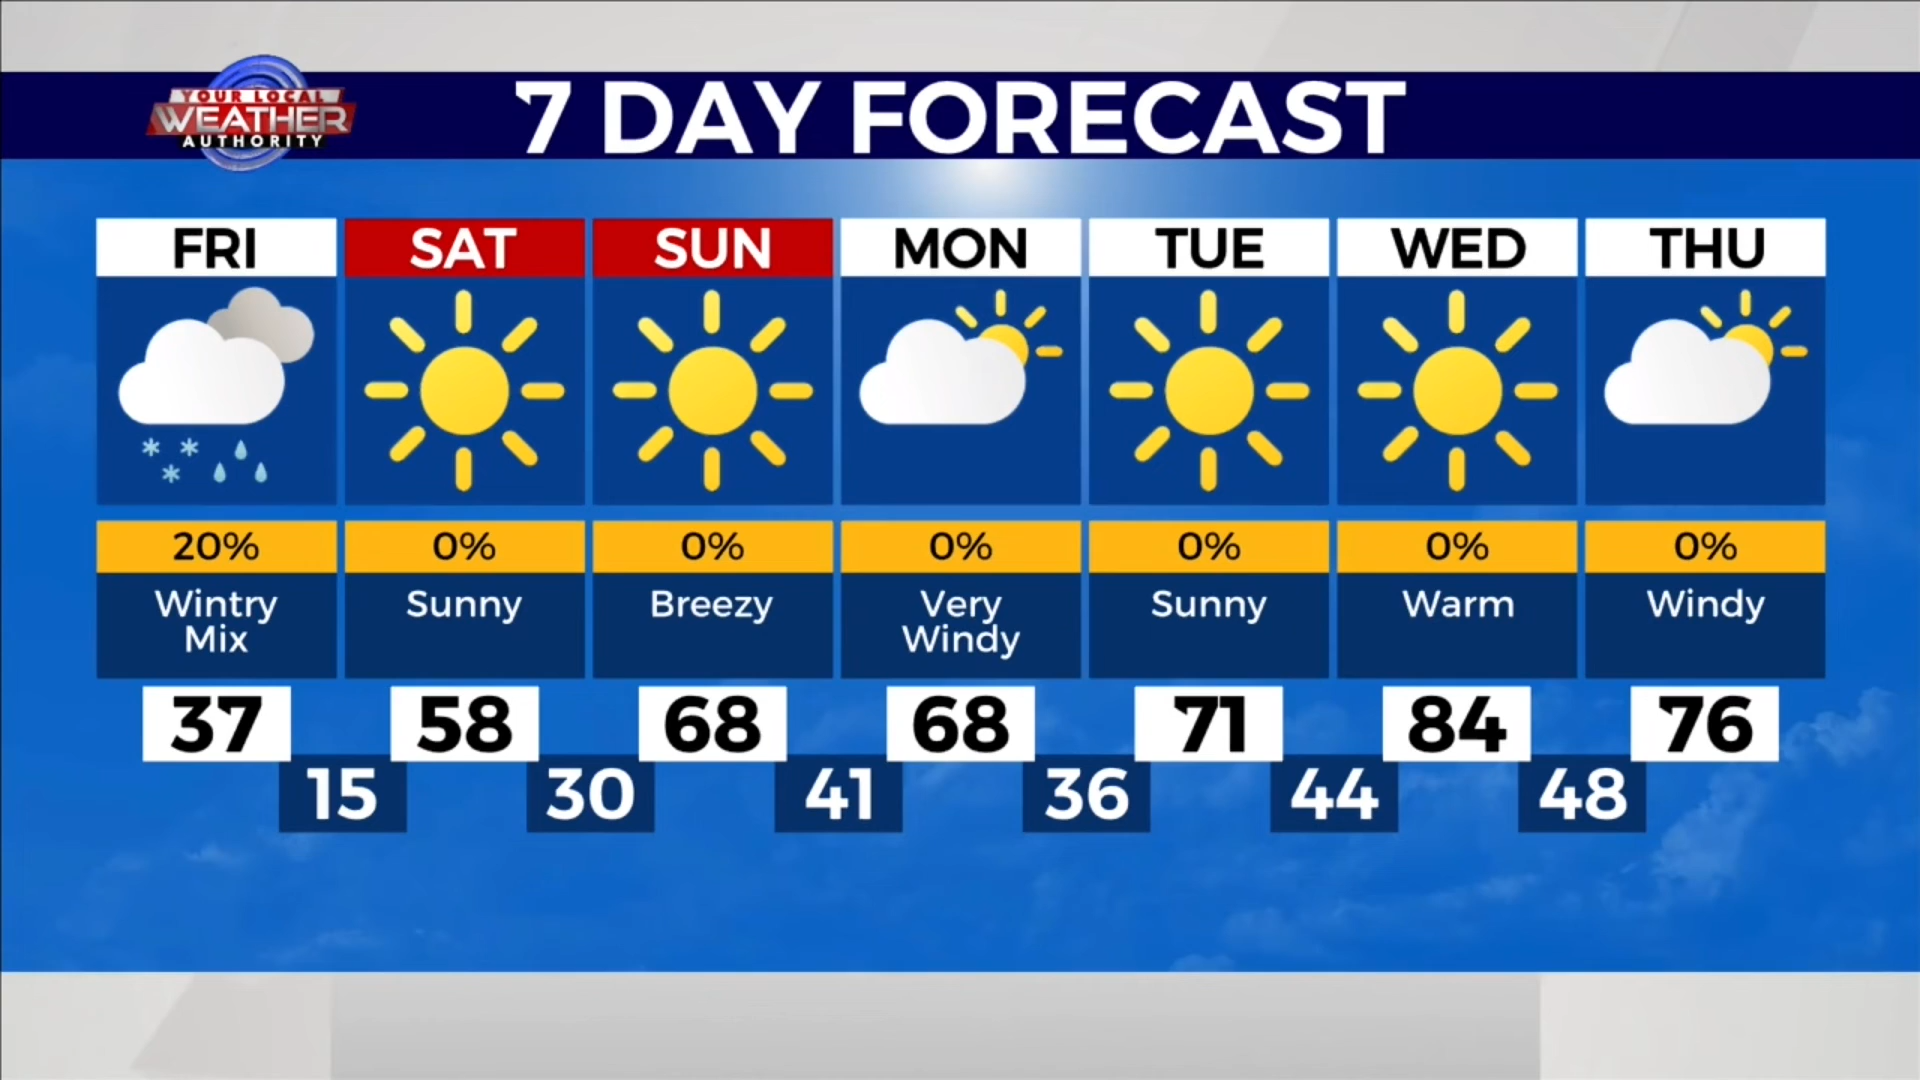 YOUR LOCAL
WEATHER
AUTHORITY
7 DAY FORECAST
FRI SAT SUN MON TUE WED THU
20% 0% 0% 0% 0% 0% 0%
Wintry Sunny Breezy Very Sunny Warm Windy
Mix Windy
37 58 68 68 71 84 76
15 30 41 36 44 48